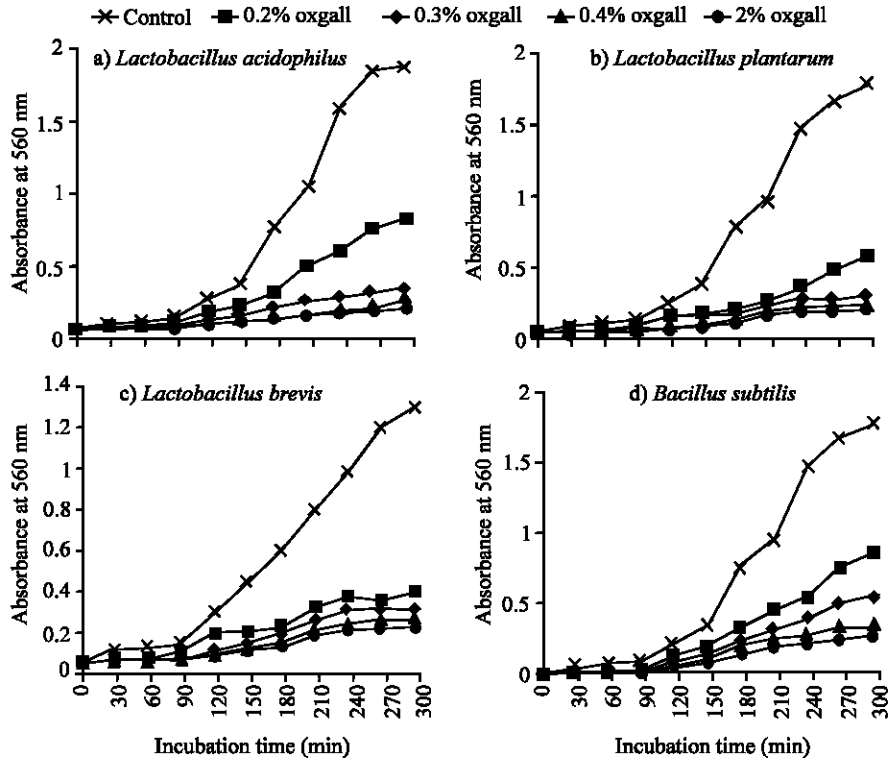 Control 0.2% oxgall 0.3% oxgall 0.4% oxgall 2% oxgall
a) Lactobacillus acidophilus
Absorbance at 560 nm
2
1.5
1
0.5
0
b) Lactobacillus plantarum
Absorbance at 560 nm
2
1.5
1
0.5
0
c) Lactobacillus brevis
Absorbance at 560 nm
1.4
1.2
1
0.8
0.6
0.4
0.2
0
0 30 60 90 120 150 180 210 240 270 300
Incubation time (min)
d) Bacillus subtilis
Absorbance at 560 nm
2
1.5
1
0.5
0
0 30 60 90 120 150 180 210 240 270 300
Incubation time (min)